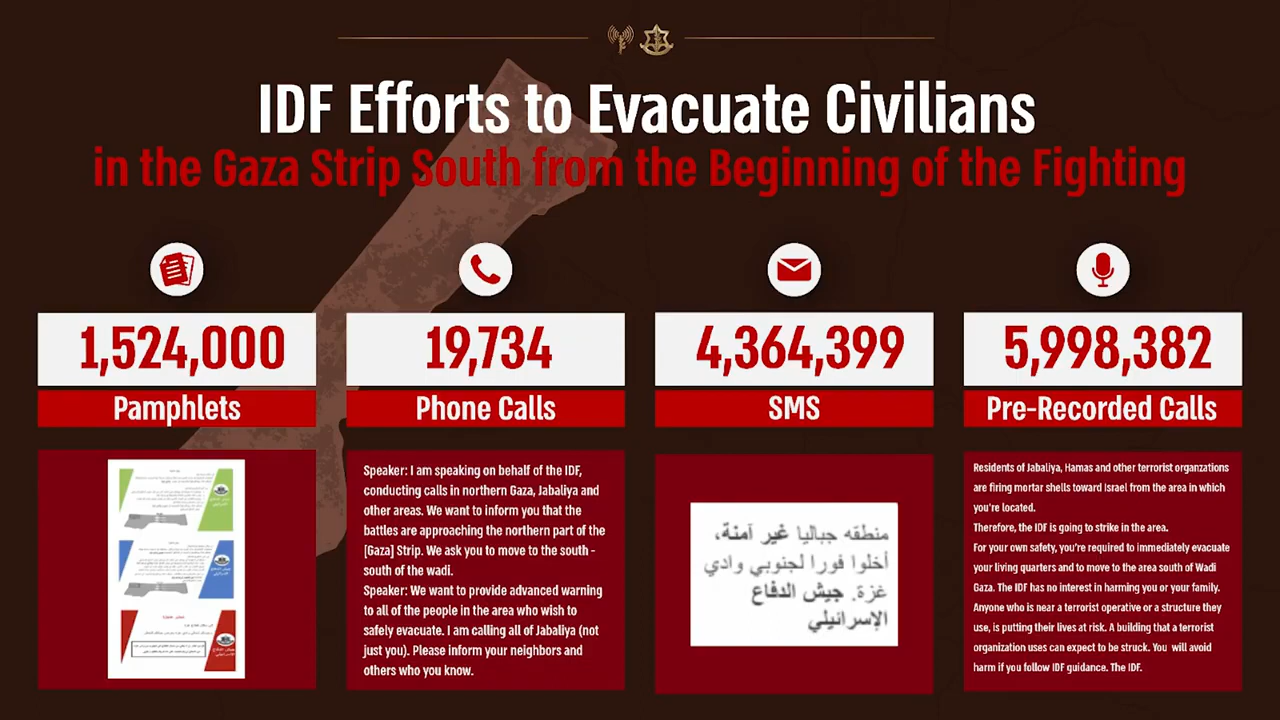 IDF Efforts to Evacuate Civilians
in the Gaza Strip South from the Beginning of the Fighting
1,524,000
Pamphlets
19,734
Phone Calls
Speaker: I am speaking on behalf of the IDF,
conducting calls in northern Gaza, Jabaliya and
other areas. We want to inform you that the
battles are approaching the northern part of the
[Gaza] Strip. We ask you to move to the south -
south of the wadi.
Speaker: We want to provide advanced warning
to all of the people in the area who wish to
safely evacuate. I am calling all of Jabaliya (not
just you). Please inform your neighbors and
others who you know.
4,364,399
SMS
منطقه جباليا غير آمنة،
أخلوا فورا لجنوبي وادي
غزة. جيش الدفاع
الإسرائيلي
5,998,382
Pre-Recorded Calls
Residents of Jabaliya, Hamas and other terrorist organzations
are firing mortar shells toward Israel from the area in which
you're located.
Therefore, the IDF is going to strike in the area.
For your own safety, you're required to immediately evacuate
your living quarters and to move to the area south of Wadi
Gaza. The IDF has no interest in harming you or your family.
Anyone who is near a terrorist operative or a structure they
use, is putting their lives at risk. A building that a terrorist
organization uses can expect to be struck. You will avoid
harm if you follow IDF guidance. The IDF.